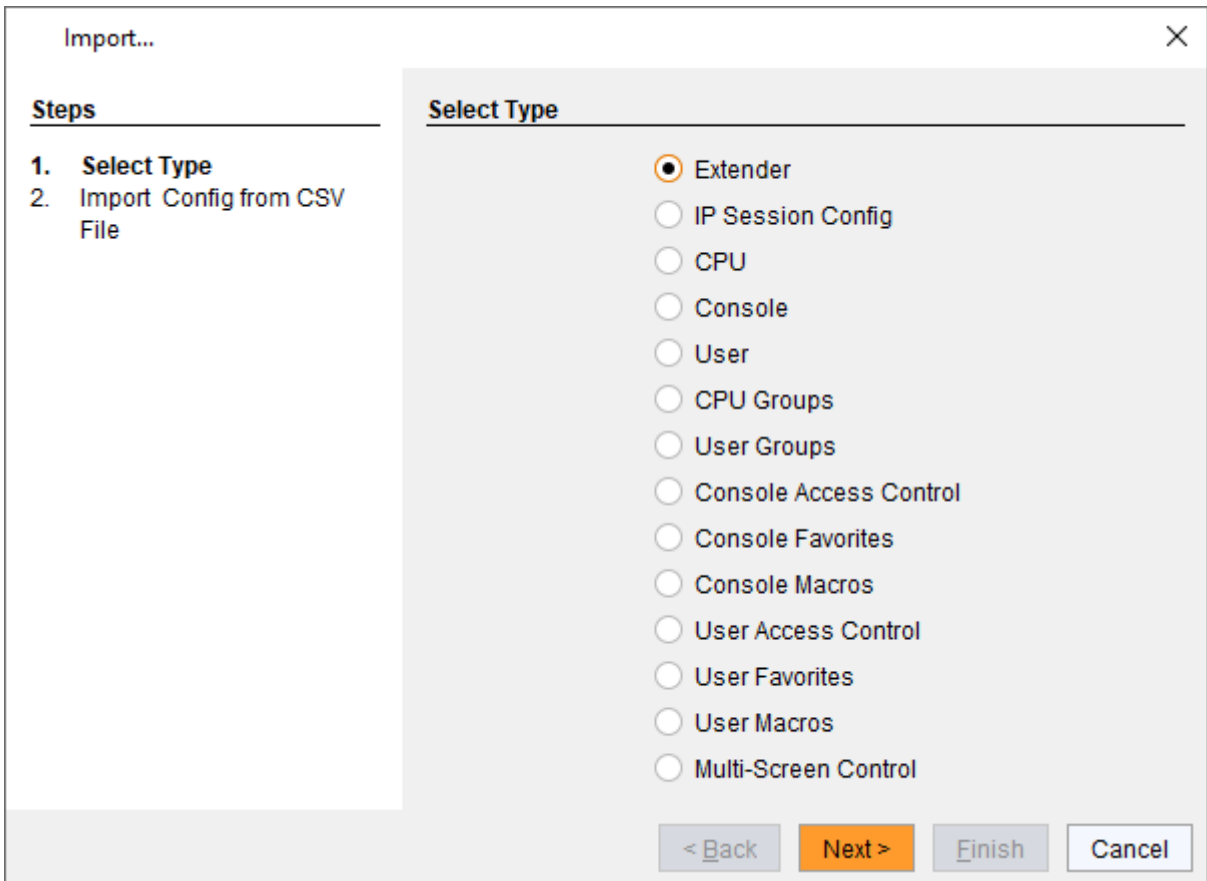 Import...
Steps
1. Select Type
2. Import Config from CSV
File
Select Type
Extender
IP Session Config
CPU
Console
User
CPU Groups
User Groups
Console Access Control
Console Favorites
Console Macros
User Access Control
User Favorites
User Macros
Multi-Screen Control
< Back
Next >
Finish
Cancel